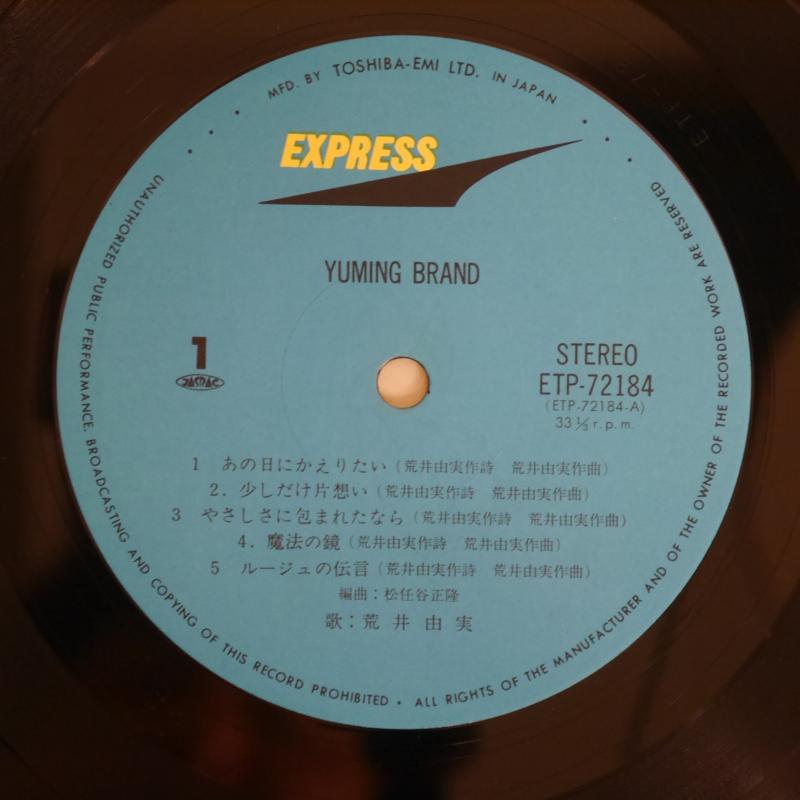 MFD. BY TOSHIBA-EMI LTD. IN JAPAN
EXPRESS
YUMING BRAND
1
JASRAC
STEREO
ETP-72184
(ETP-72184-A)
33 1/3 r.p.m.
1 あの日にかえりたい (荒井由実作詩 荒井由実作曲)
2. 少しだけ片想い (荒井由実作詩 荒井由実作曲)
3 やさしさに包まれたなら (荒井由実作詩 荒井由実作曲)
4. 魔法の鏡 (荒井由実作詩 荒井由実作曲)
5 ルージュの伝言 (荒井由実作詩 荒井由実作曲)
編曲：松任谷正隆
歌：荒井由実
UNAUTHORIZED PUBLIC PERFORMANCE. BROADCASTING AND COPYING OF THIS RECORD PROHIBITED • ALL RIGHTS OF THE MANUFACTURER AND OF THE OWNER OF THE RECORDED WORK ARE RESERVED